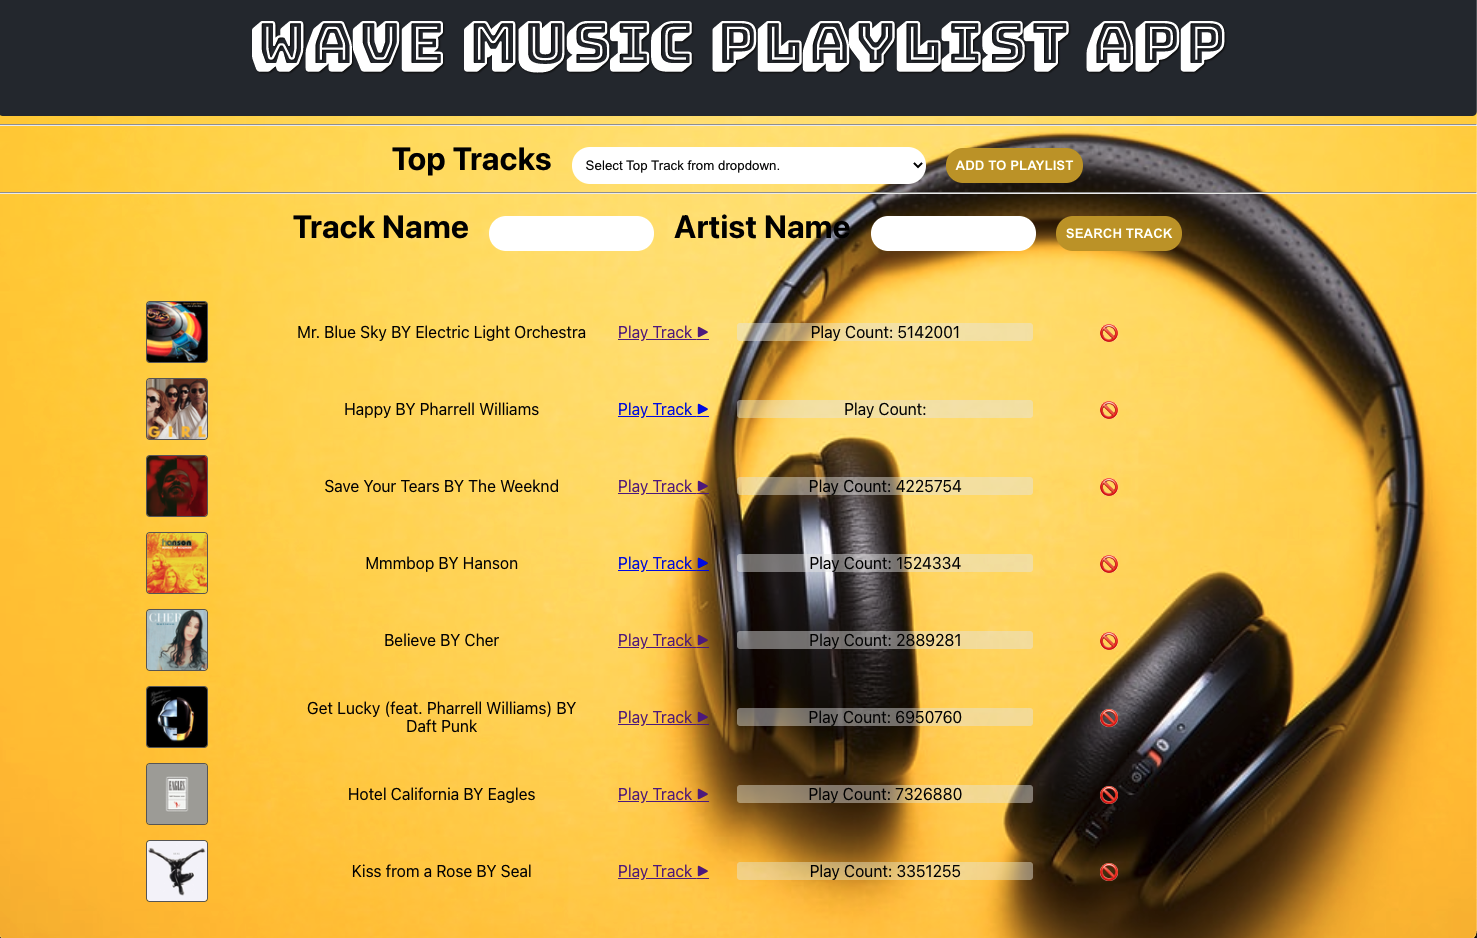 WAVE MUSIC PLAYLIST APP
Top Tracks Select Top Track from dropdown. ADD TO PLAYLIST
Track Name Artist Name SEARCH TRACK
Mr. Blue Sky BY Electric Light Orchestra Play Track ▶ Play Count: 5142001
Happy BY Pharrell Williams Play Track ▶ Play Count:
GIRL
Save Your Tears BY The Weeknd Play Track ▶ Play Count: 4225754
hanson
Mmmbop BY Hanson Play Track ▶ Play Count: 1524334
CHER
Believe BY Cher Play Track ▶ Play Count: 2889281
Get Lucky (feat. Pharrell Williams) BY
Daft Punk Play Track ▶ Play Count: 6950760
EAGLES
Hotel California BY Eagles Play Track ▶ Play Count: 7326880
ANC
Kiss from a Rose BY Seal Play Track ▶ Play Count: 3351255